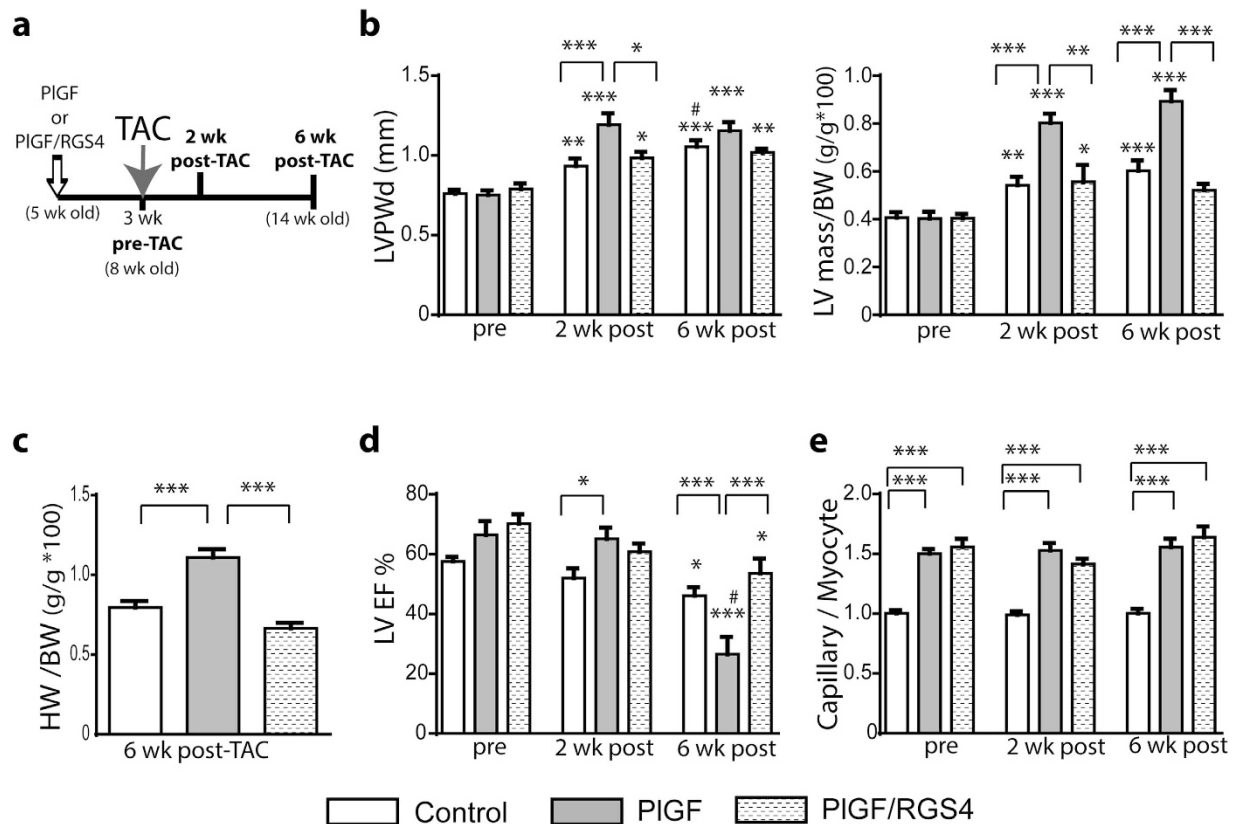 a
PlGF
or
PlGF/RGS4
TAC
2 wk
post-TAC
6 wk
post-TAC
(5 wk old)
3 wk
pre-TAC
(8 wk old)
(14 wk old)
b
LVPWd (mm)
1.5
1.0
0.5
0
pre
2 wk post
6 wk post
***
*
**
***
*
#
***
***
**
LV mass/BW (g/g*100)
1.0
0.8
0.6
0.4
0.2
0
pre
2 wk post
6 wk post
***
**
***
***
**
***
*
***
***
c
HW /BW (g/g *100)
1.5
1.0
0.5
0
6 wk post-TAC
***
***
d
LV EF %
80
60
40
20
0
pre
2 wk post
6 wk post
*
***
***
*
#
***
*
e
Capillary / Myocyte
2.0
1.5
1.0
0.5
0
pre
2 wk post
6 wk post
***
***
***
***
***
***
Control
PlGF
PlGF/RGS4